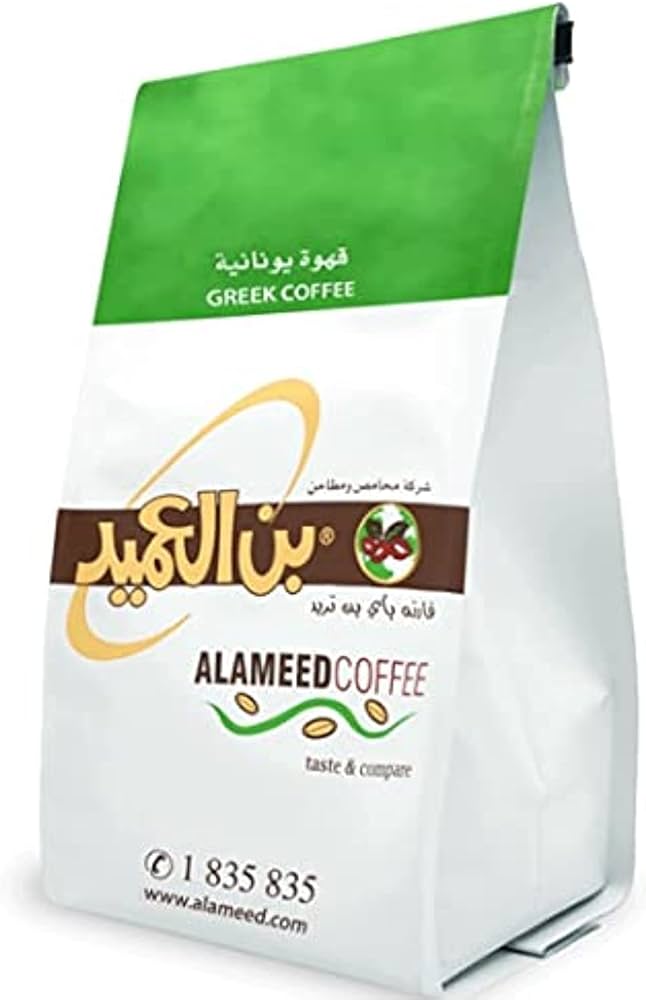 قهوة يونانية
GREEK COFFEE
شركة محامص ومطاحن
بن العميد®
قارنه بأي بن تريد
ALAMEEDCOFFEE
taste & compare
✆ 1 835 835
www.alameed.com